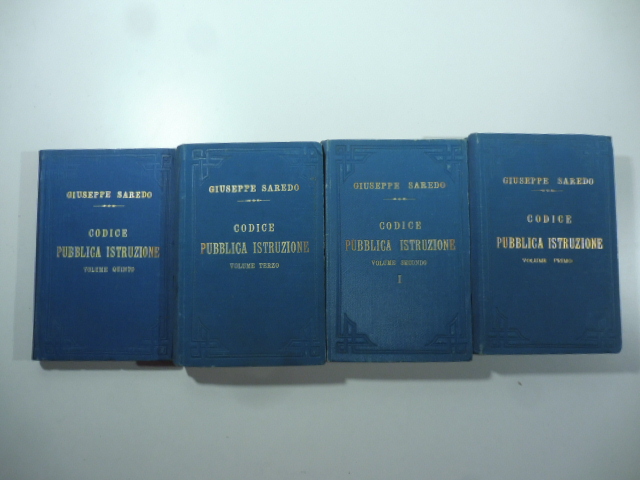 GIUSEPPE SAREDO
CODICE
PUBBLICA ISTRUZIONE
VOLUME QUINTO
GIUSEPPE SAREDO
CODICE
PUBBLICA ISTRUZIONE
VOLUME TERZO
GIUSEPPE SAREDO
CODICE
PUBBLICA ISTRUZIONE
VOLUME SECONDO
I
GIUSEPPE SAREDO
CODICE
PUBBLICA ISTRUZIONE
VOLUME PRIMO